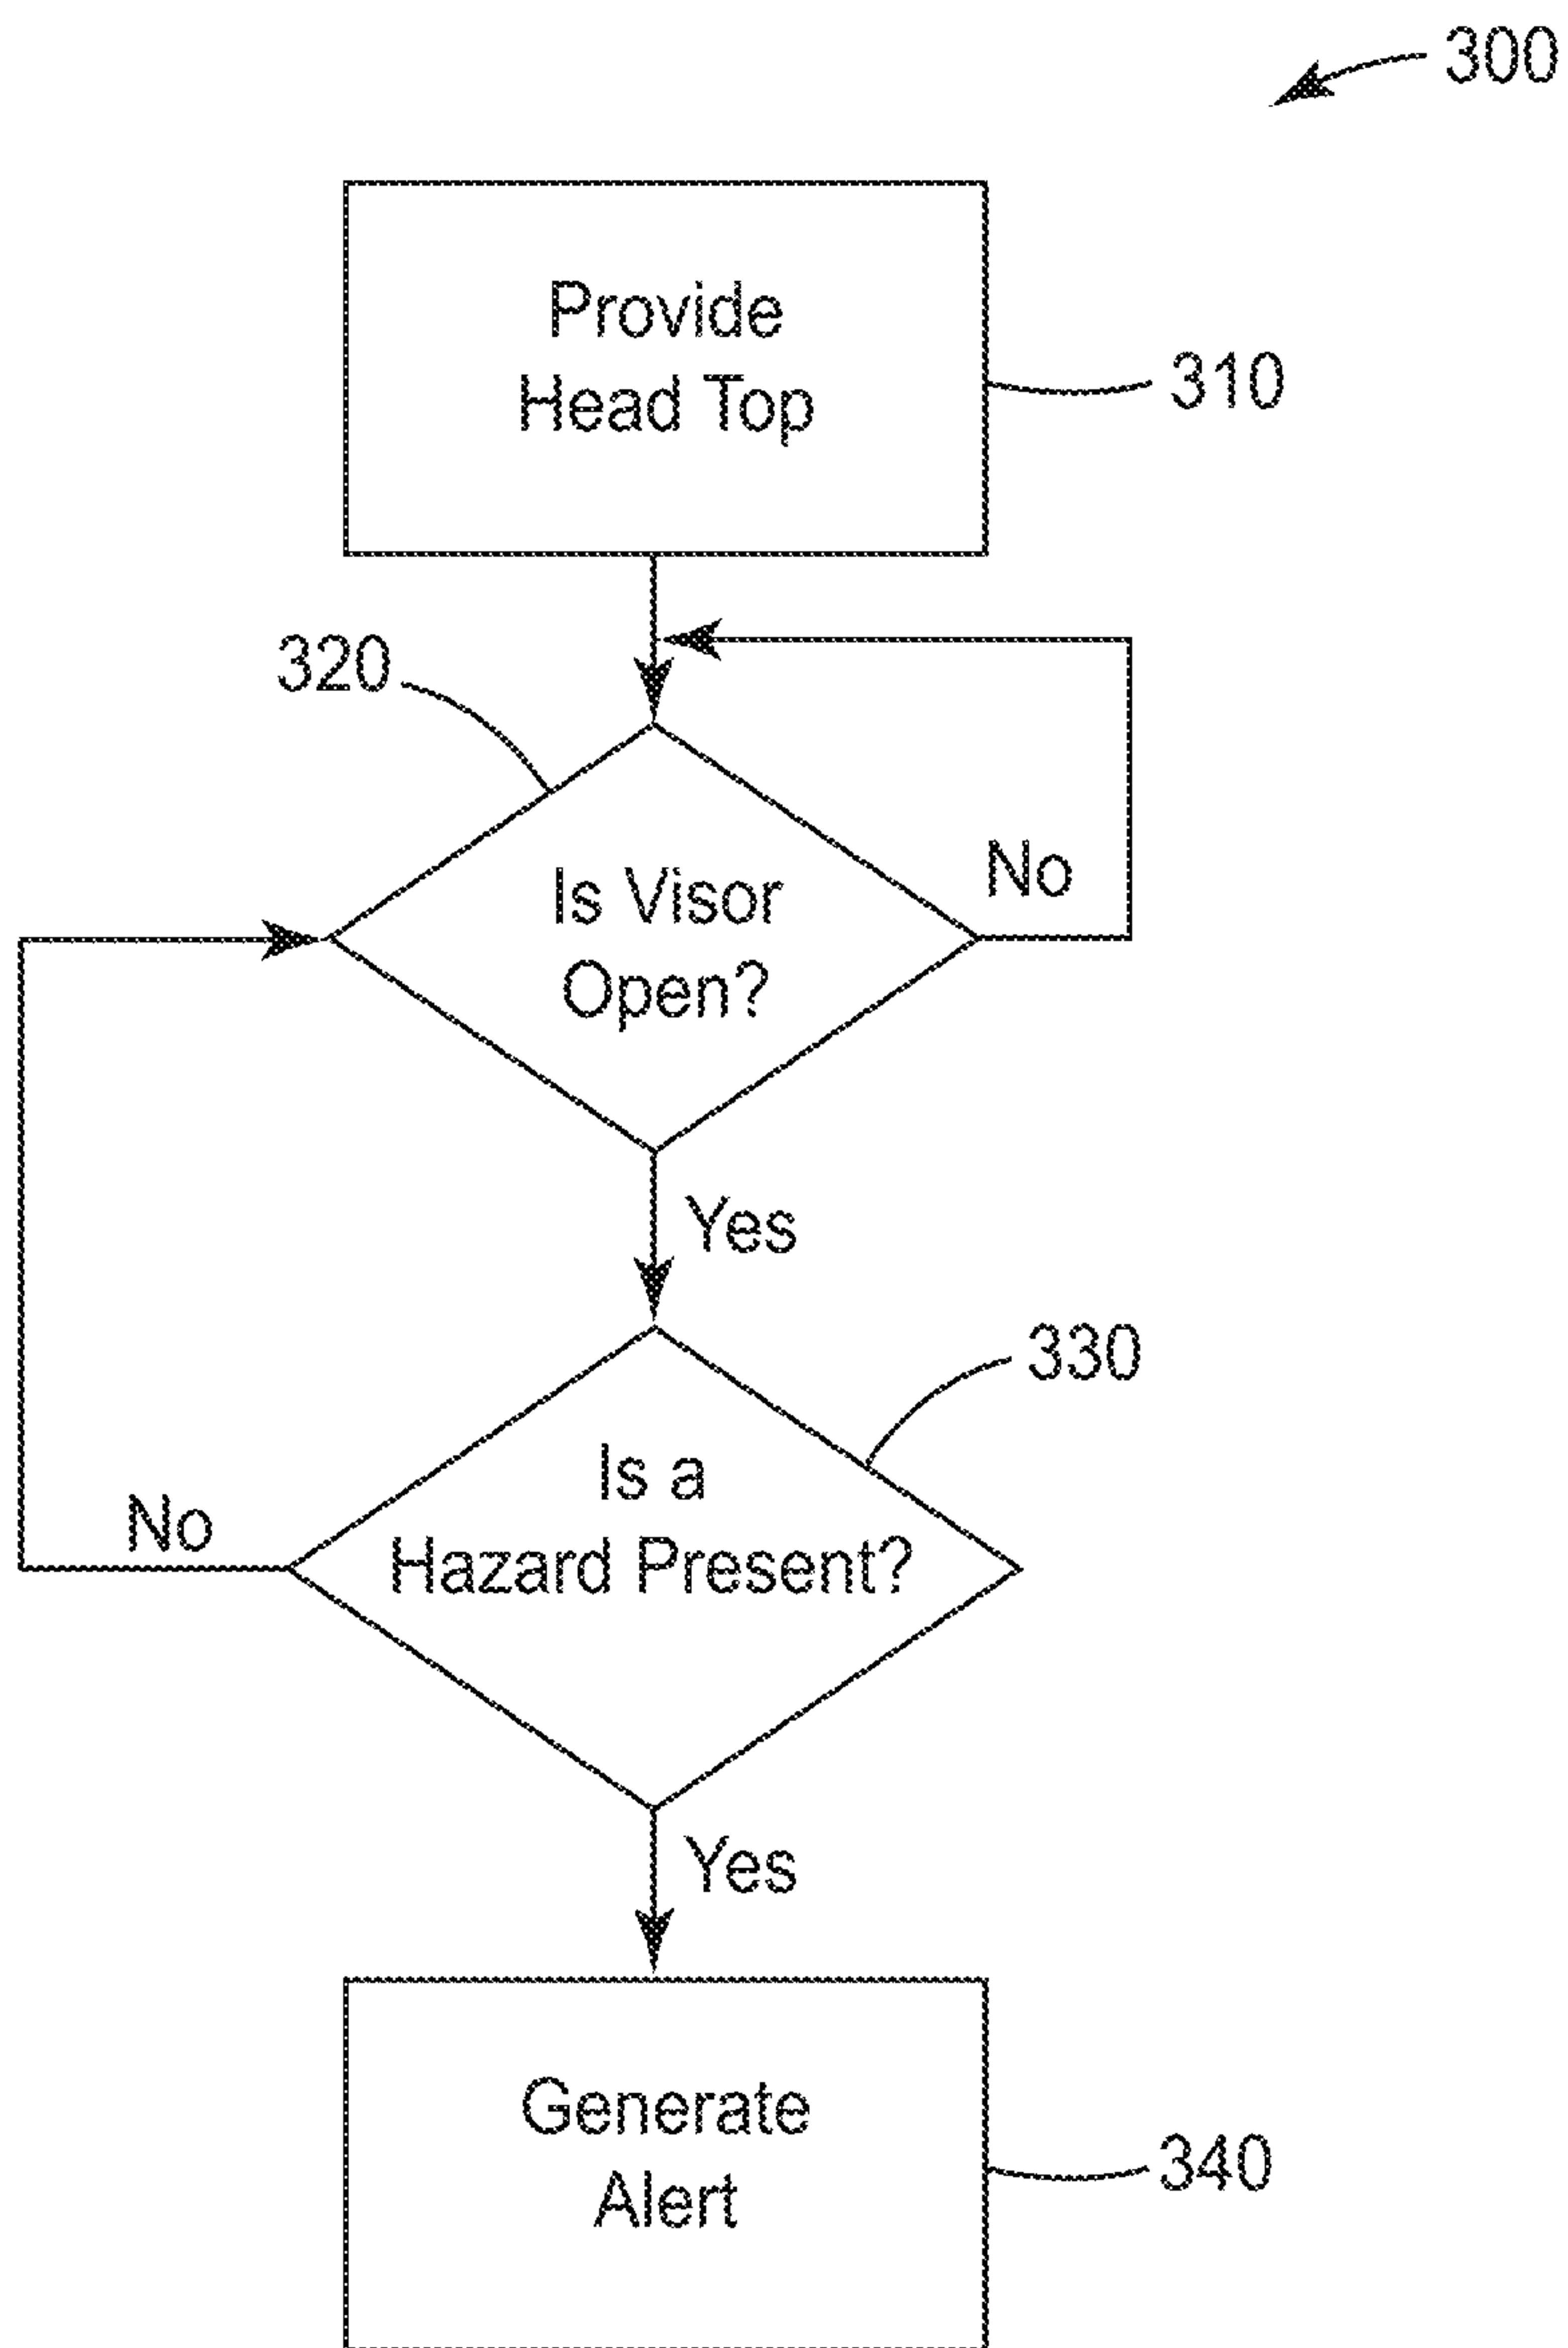 300
Provide
Head Top
310
320
Is Visor
Open?
No
Yes
330
Is a
Hazard Present?
No
Yes
Generate
Alert
340